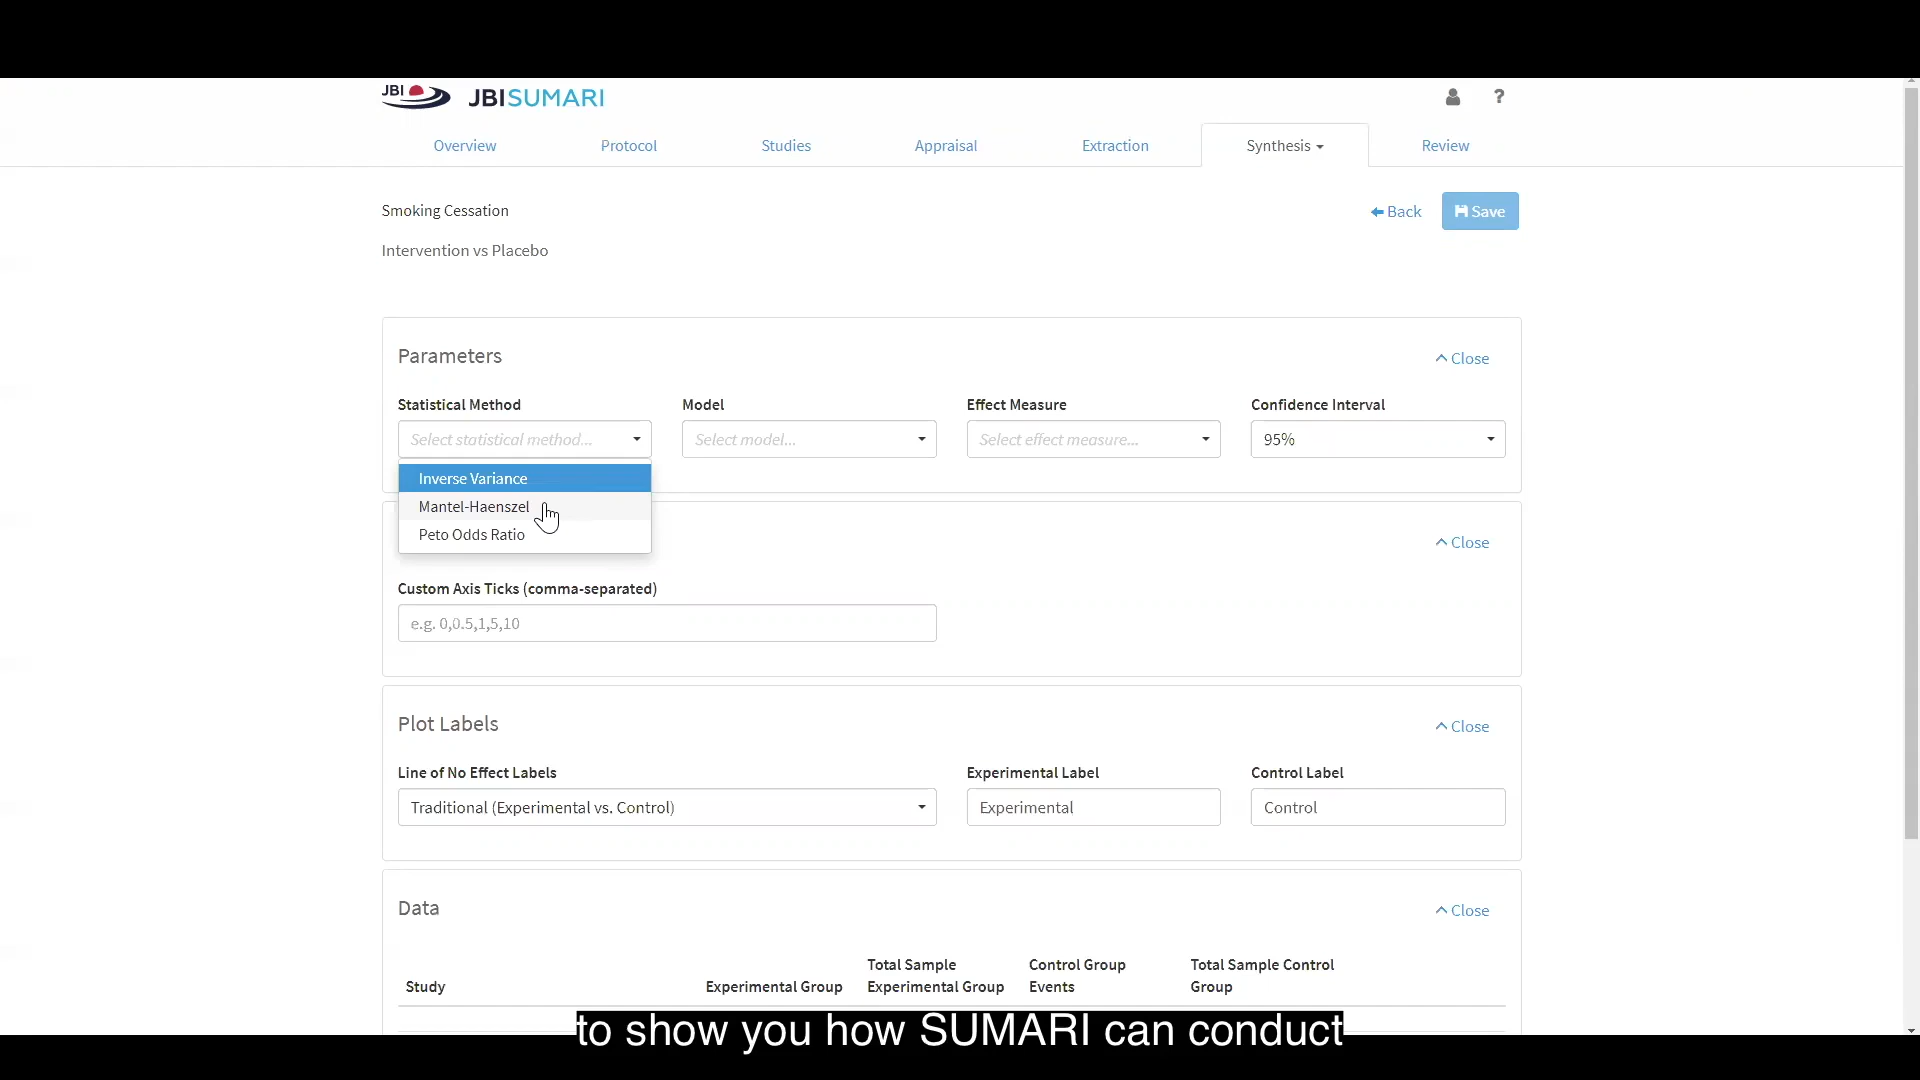 JBI JBISUMARI ?
Overview Protocol Studies Appraisal Extraction Synthesis Review
Smoking Cessation Back Save
Intervention vs Placebo
Parameters Close
Statistical Method Model Effect Measure Confidence Interval
Select statistical method... Select model... Select effect measure... 95%
Inverse Variance
Mantel-Haenszel
Peto Odds Ratio
Close
Custom Axis Ticks (comma-separated)
e.g. 0,0.5,1,5,10
Plot Labels Close
Line of No Effect Labels Experimental Label Control Label
Traditional (Experimental vs. Control) Experimental Control
Data Close
Total Sample Control Group Total Sample Control
Study Experimental Group Experimental Group Events Group
to show you how SUMARI can conduct